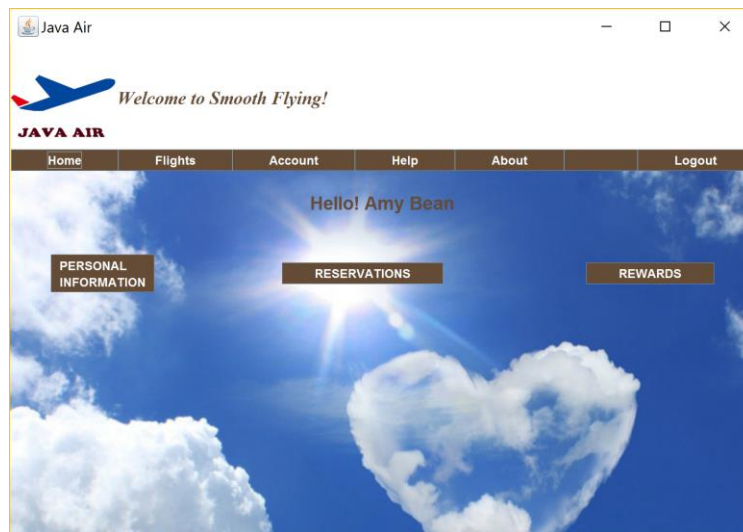 Java Air
Welcome to Smooth Flying!
JAVA AIR
Home Flights Account Help About Logout
Hello! Amy Bean
PERSONAL
INFORMATION
RESERVATIONS
REWARDS